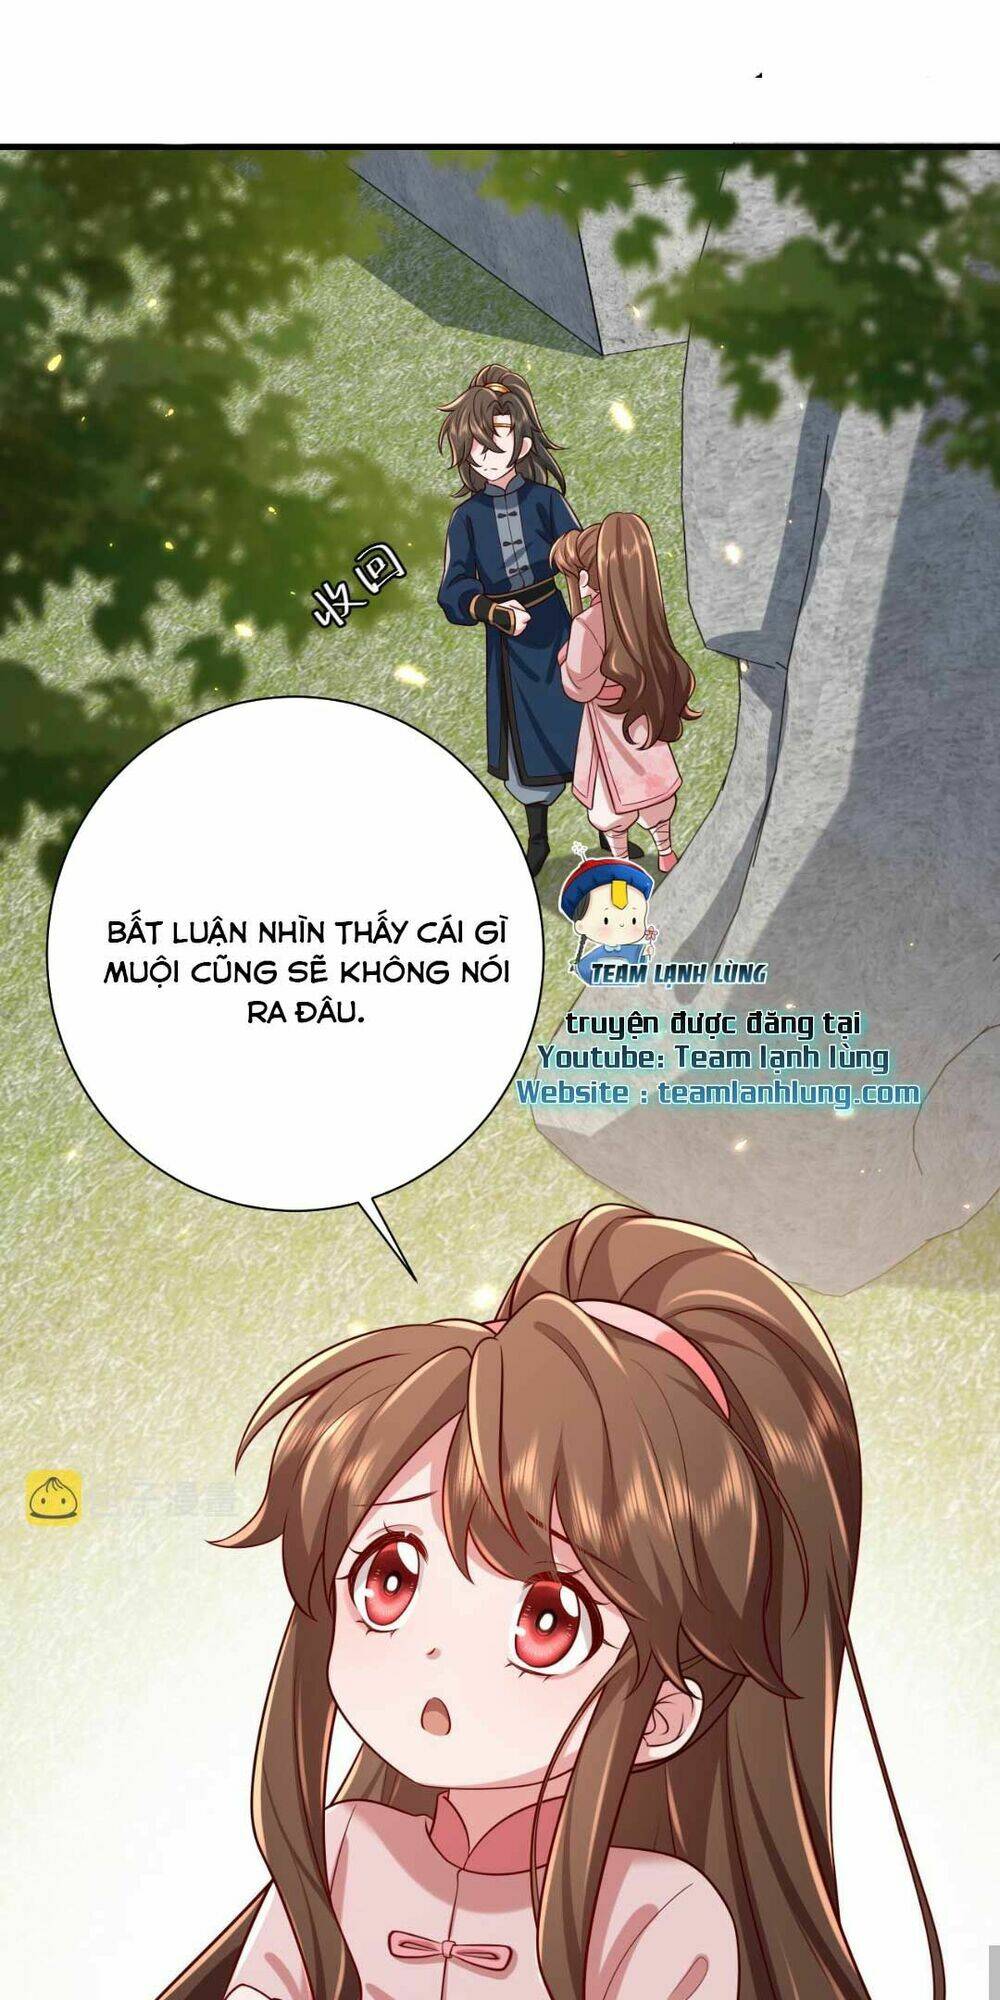 收回
BẤT LUẬN NHÌN THẤY CÁI GÌ
MUỘI CŨNG SẼ KHÔNG NÓI
RA ĐÂU.
TEAM LẠNH LÙNG
truyện được đăng tại
Youtube: Team lạnh lùng
Website : teamlanhlung.com